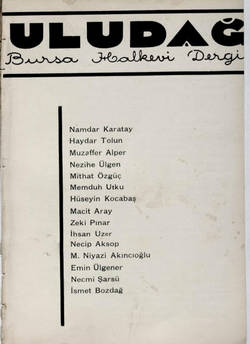 ULUDAĞ
Bursa Halkevi Dergi
Namdar Karatay
Haydar Tolun
Muzaffer Alper
Nezihe Ülgen
Mithat Özgüç
Memduh Utku
Hüseyin Kocabaş
Macit Aray
Zeki Pınar
İhsan Uzer
Necip Aksop
M. Niyazi Akıncıoğlu
Emin Ülgener
Necmi Şarsü
İsmet Bozdağ